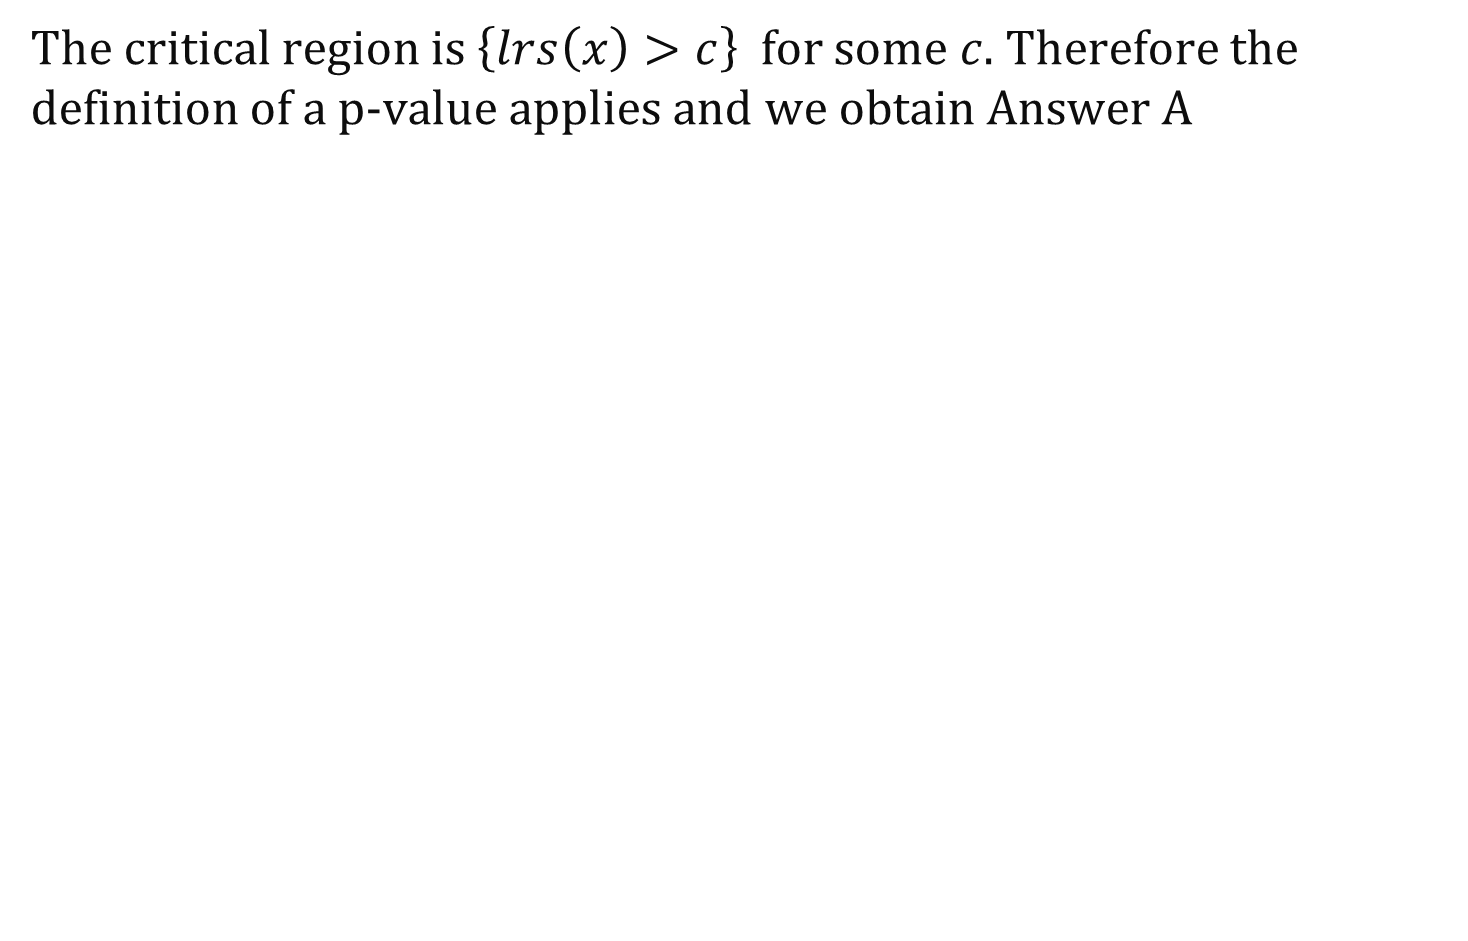 The critical region is {lrs(x) > c} for some c. Therefore the
definition of a p-value applies and we obtain Answer A